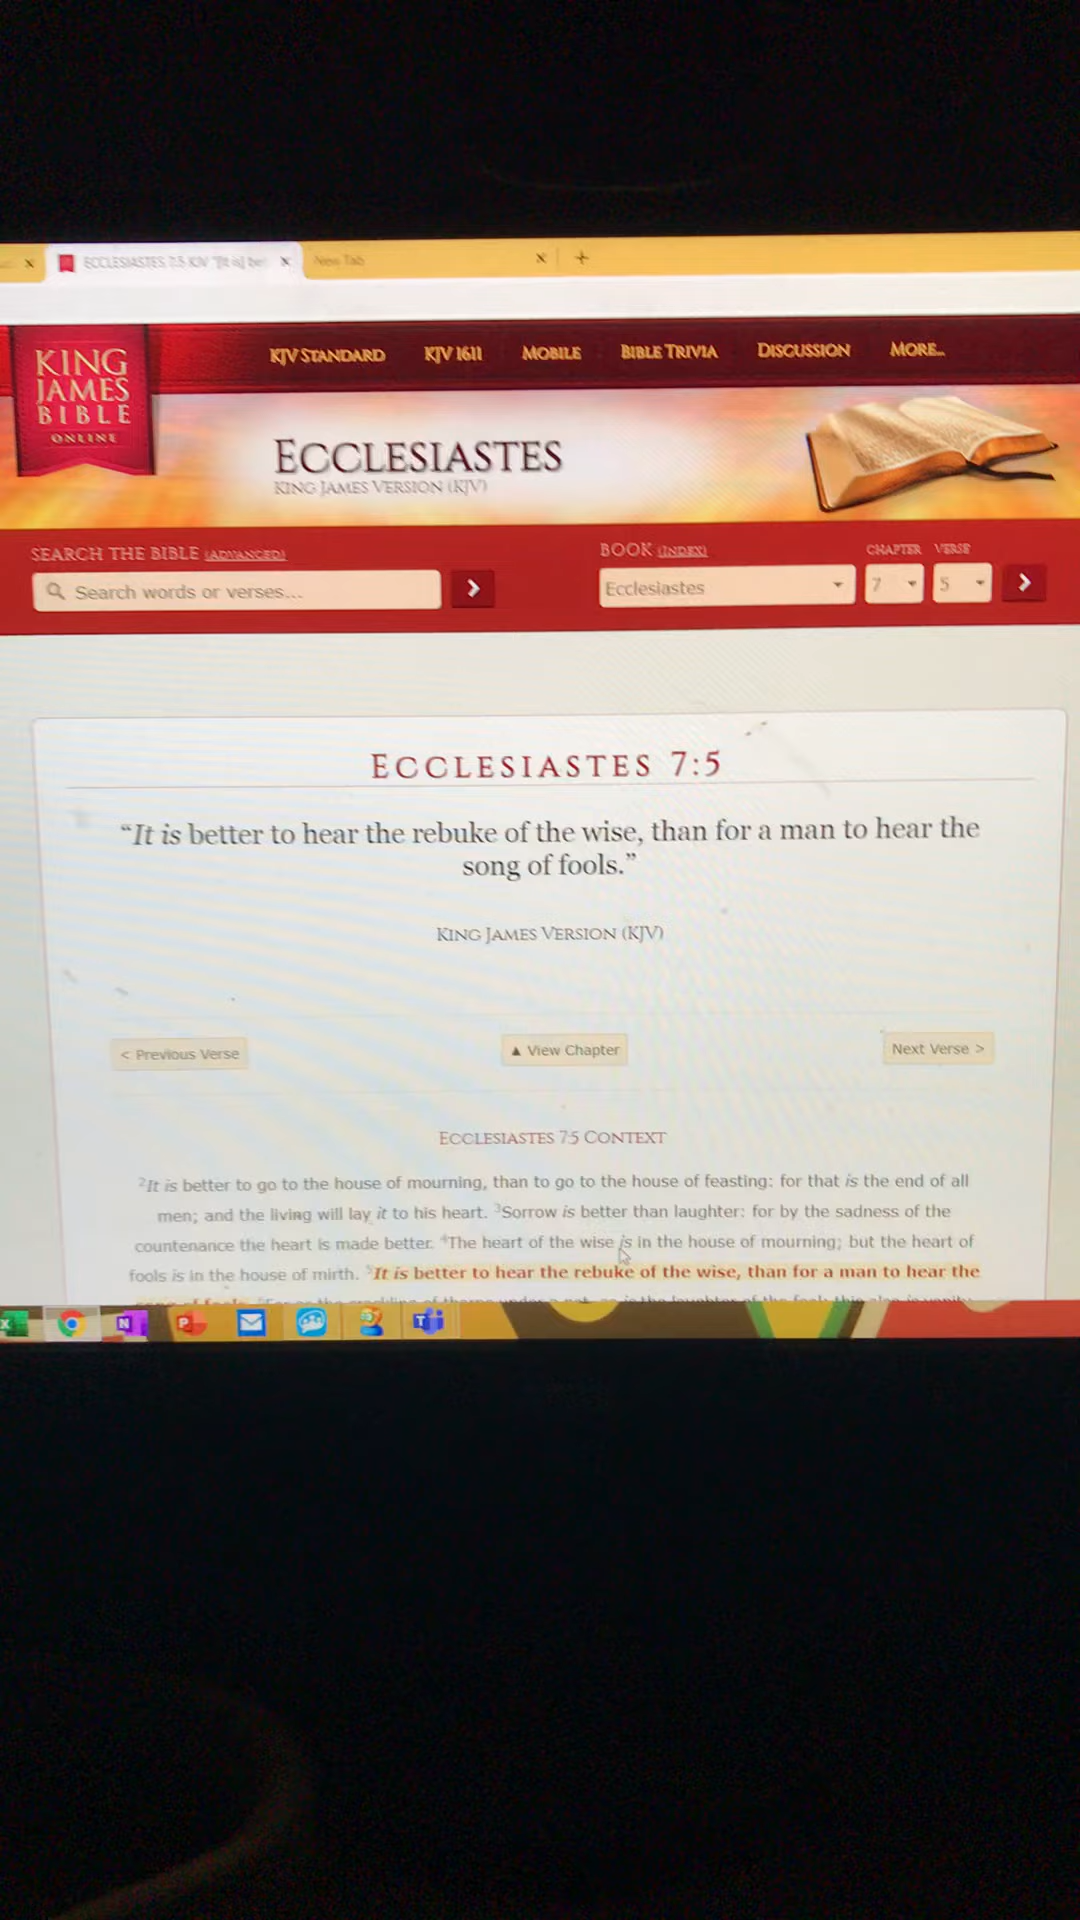 ECCLESIASTES 7:5 KJV "[It is] bet
New Tab
KING
JAMES
BIBLE
ONLINE
KJV STANDARD KJV 1611 MOBILE BIBLE TRIVIA DISCUSSION MORE...
ECCLESIASTES
KING JAMES VERSION (KJV)
SEARCH THE BIBLE (ADVANCED) BOOK (INDEX) CHAPTER VERSE
Search words or verses... Ecclesiastes 7 5
ECCLESIASTES 7:5
“It is better to hear the rebuke of the wise, than for a man to hear the
song of fools.”
KING JAMES VERSION (KJV)
< Previous Verse ▲ View Chapter Next Verse >
ECCLESIASTES 7:5 CONTEXT
2It is better to go to the house of mourning, than to go to the house of feasting: for that is the end of all
men; and the living will lay it to his heart. 3Sorrow is better than laughter: for by the sadness of the
countenance the heart is made better. 4The heart of the wise is in the house of mourning; but the heart of
fools is in the house of mirth. 5It is better to hear the rebuke of the wise, than for a man to hear the